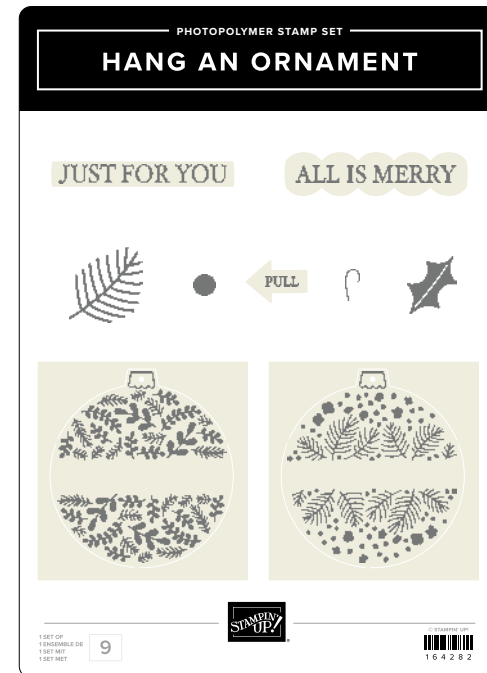 PHOTOPOLYMER STAMP SET
HANG AN ORNAMENT
JUST FOR YOU
ALL IS MERRY
PULL
STAMPIN' UP!®
1 SET OF
1 ENSEMBLE DE
1 SET MIT
1 SET MET
9
© STAMPIN' UP!
164282